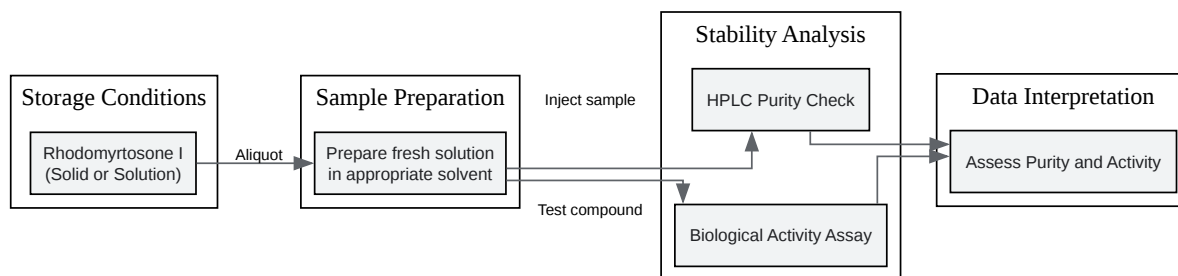 Storage Conditions
Rhodomyrtosone I
(Solid or Solution)
Aliquot
Sample Preparation
Prepare fresh solution
in appropriate solvent
Inject sample
Test compound
Stability Analysis
HPLC Purity Check
Biological Activity Assay
Data Interpretation
Assess Purity and Activity